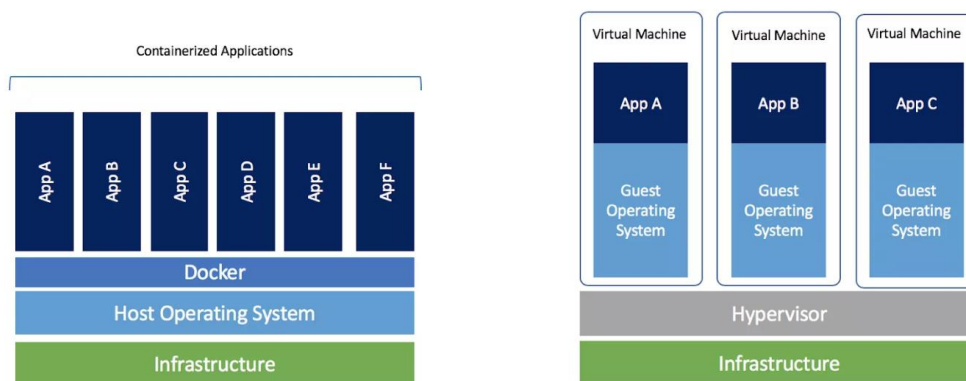 Containerized Applications
App A
App B
App C
App D
App E
App F
Docker
Host Operating System
Infrastructure
Virtual Machine
Virtual Machine
Virtual Machine
App A
App B
App C
Guest
Operating
System
Guest
Operating
System
Guest
Operating
System
Hypervisor
Infrastructure